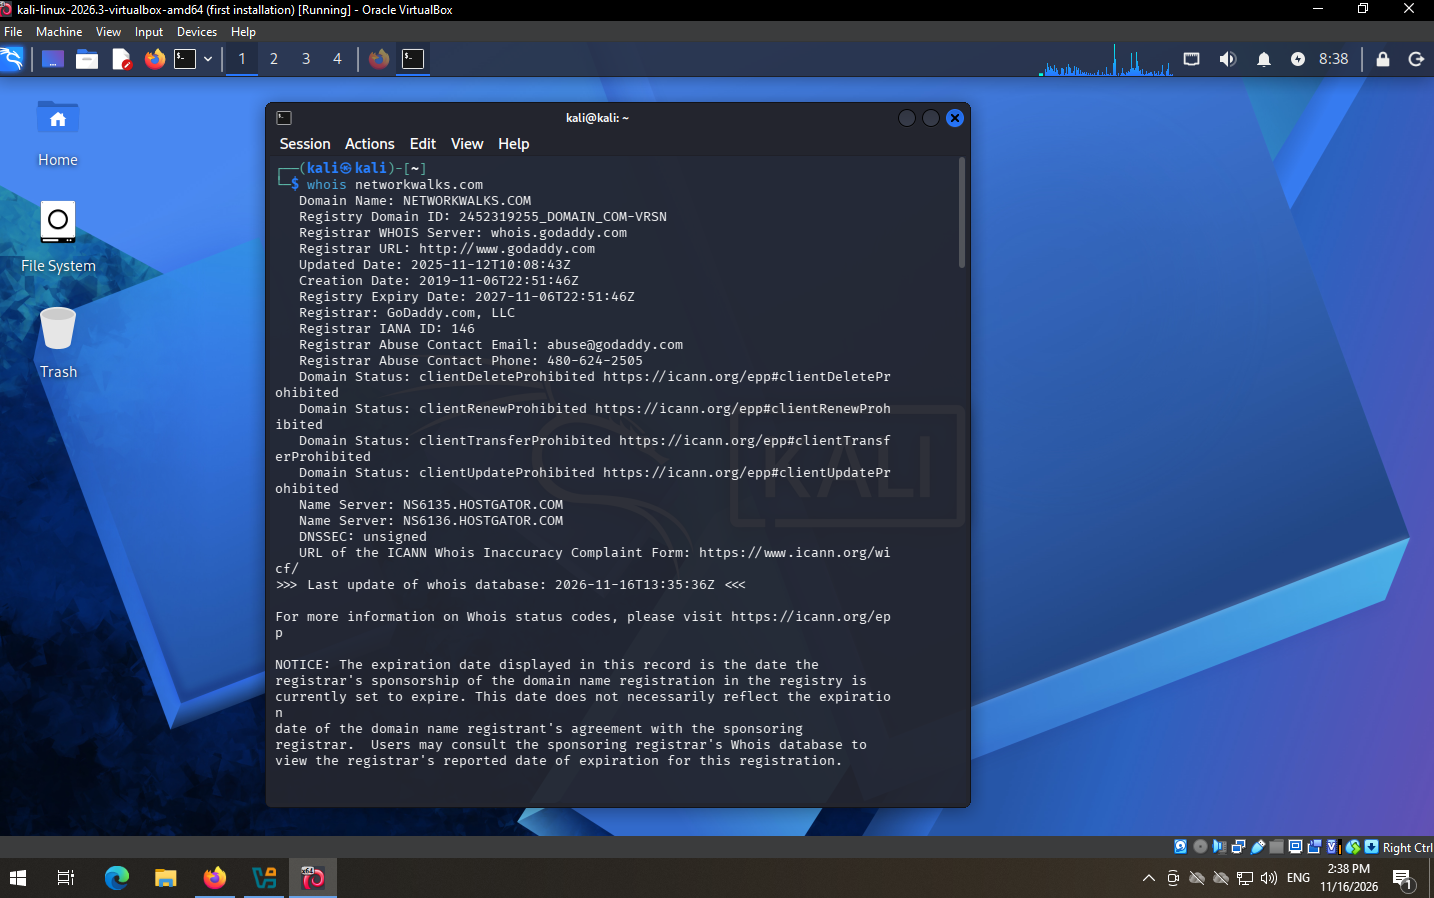 kali-linux-2026.3-virtualbox-amd64 (first installation) [Running] - Oracle VirtualBox
File Machine View Input Devices Help
1 2 3 4 8:38
Home
File System
Trash
kali@kali: ~
Session Actions Edit View Help
┌──(kali㉿kali)-[~]
└─$ whois networkwalks.com
   Domain Name: NETWORKWALKS.COM
   Registry Domain ID: 2452319255_DOMAIN_COM-VRSN
   Registrar WHOIS Server: whois.godaddy.com
   Registrar URL: http://www.godaddy.com
   Updated Date: 2025-11-12T10:08:43Z
   Creation Date: 2019-11-06T22:51:46Z
   Registry Expiry Date: 2027-11-06T22:51:46Z
   Registrar: GoDaddy.com, LLC
   Registrar IANA ID: 146
   Registrar Abuse Contact Email: abuse@godaddy.com
   Registrar Abuse Contact Phone: 480-624-2505
   Domain Status: clientDeleteProhibited https://icann.org/epp#clientDeletePr
ohibited
   Domain Status: clientRenewProhibited https://icann.org/epp#clientRenewProh
ibited
   Domain Status: clientTransferProhibited https://icann.org/epp#clientTransf
erProhibited
   Domain Status: clientUpdateProhibited https://icann.org/epp#clientUpdatePr
ohibited
   Name Server: NS6135.HOSTGATOR.COM
   Name Server: NS6136.HOSTGATOR.COM
   DNSSEC: unsigned
   URL of the ICANN Whois Inaccuracy Complaint Form: https://www.icann.org/wi
cf/
>>> Last update of whois database: 2026-11-16T13:35:36Z <<<
For more information on Whois status codes, please visit https://icann.org/ep
p
NOTICE: The expiration date displayed in this record is the date the
registrar's sponsorship of the domain name registration in the registry is
currently set to expire. This date does not necessarily reflect the expiratio
n
date of the domain name registrant's agreement with the sponsoring
registrar.  Users may consult the sponsoring registrar's Whois database to
view the registrar's reported date of expiration for this registration.
KALI
Right Ctrl
ENG
2:38 PM
11/16/2026
1